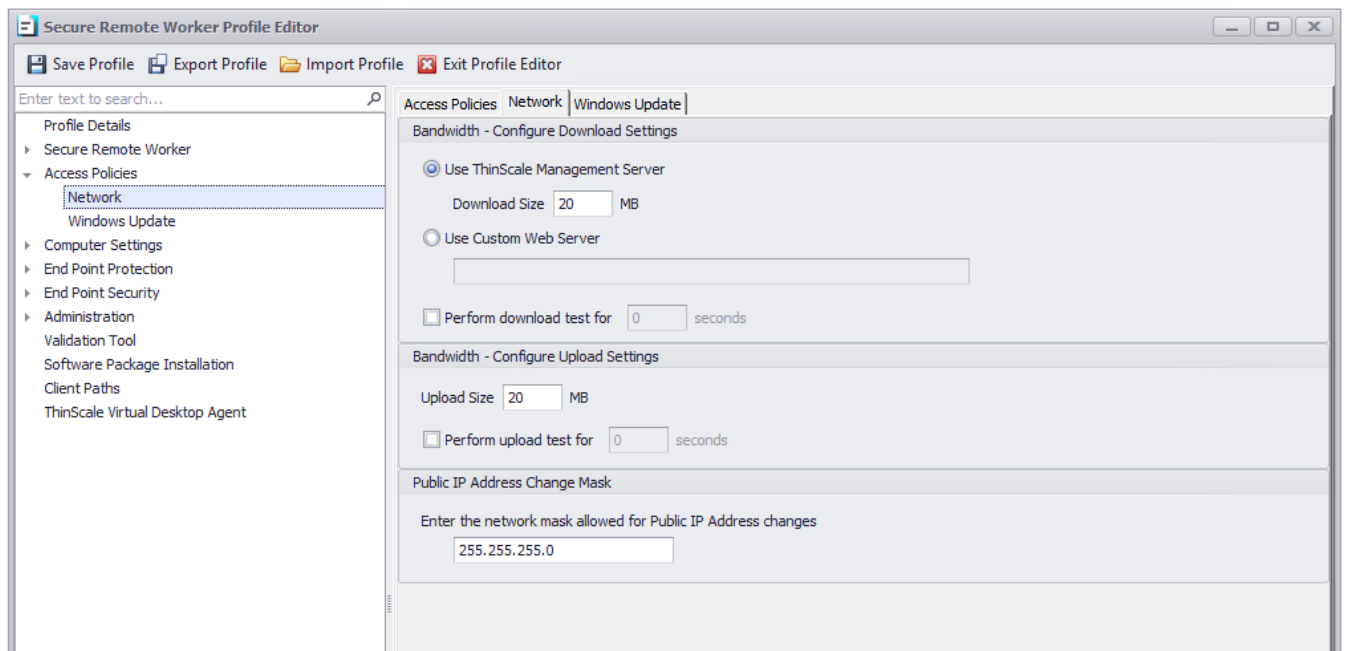 Secure Remote Worker Profile Editor
Save Profile Export Profile Import Profile Exit Profile Editor
Enter text to search...
Profile Details
Secure Remote Worker
Access Policies
Network
Windows Update
Computer Settings
End Point Protection
End Point Security
Administration
Validation Tool
Software Package Installation
Client Paths
ThinScale Virtual Desktop Agent
Access Policies Network Windows Update
Bandwidth - Configure Download Settings
Use ThinScale Management Server
Download Size 20 MB
Use Custom Web Server
Perform download test for 0 seconds
Bandwidth - Configure Upload Settings
Upload Size 20 MB
Perform upload test for 0 seconds
Public IP Address Change Mask
Enter the network mask allowed for Public IP Address changes
255.255.255.0